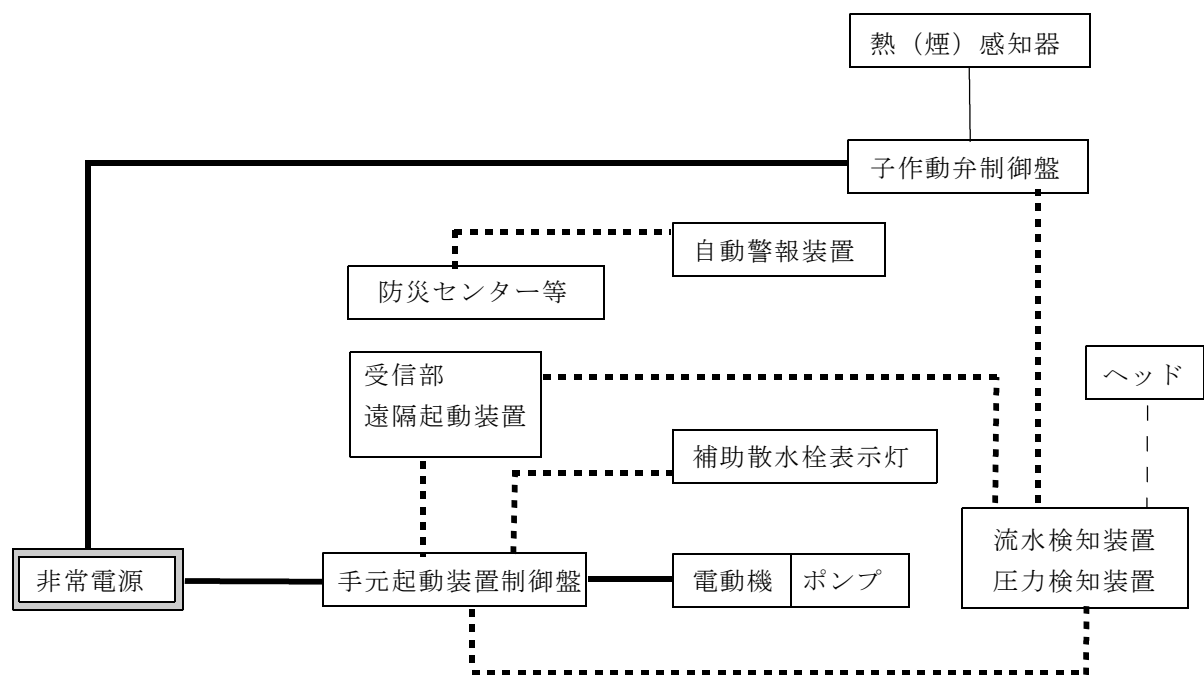 熱（煙）感知器
子作動弁制御盤
自動警報装置
防災センター等
受信部
遠隔起動装置
ヘッド
補助散水栓表示灯
流水検知装置
圧力検知装置
非常電源
手元起動装置制御盤
電動機
ポンプ